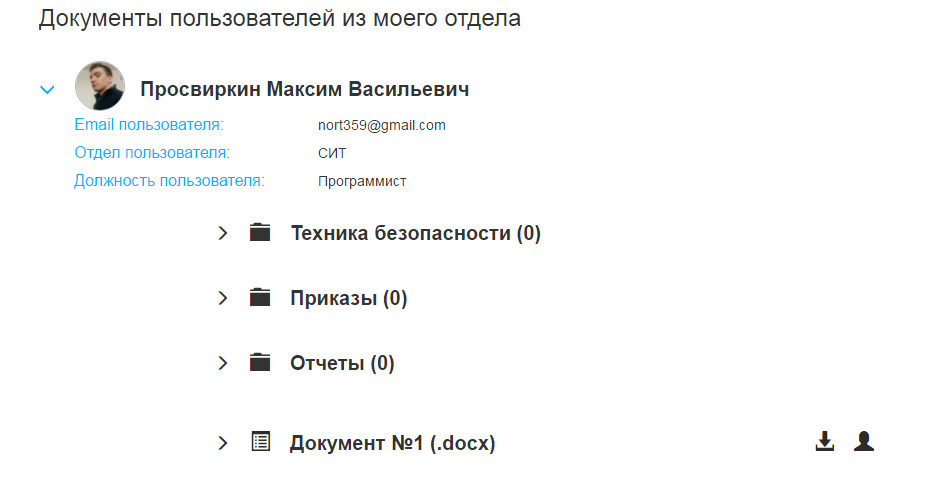 Документы пользователей из моего отдела
Просвиркин Максим Васильевич
Email пользователя: nort359@gmail.com
Отдел пользователя: СИТ
Должность пользователя: Программист
Техника безопасности (0)
Приказы (0)
Отчеты (0)
Документ №1 (.docx)